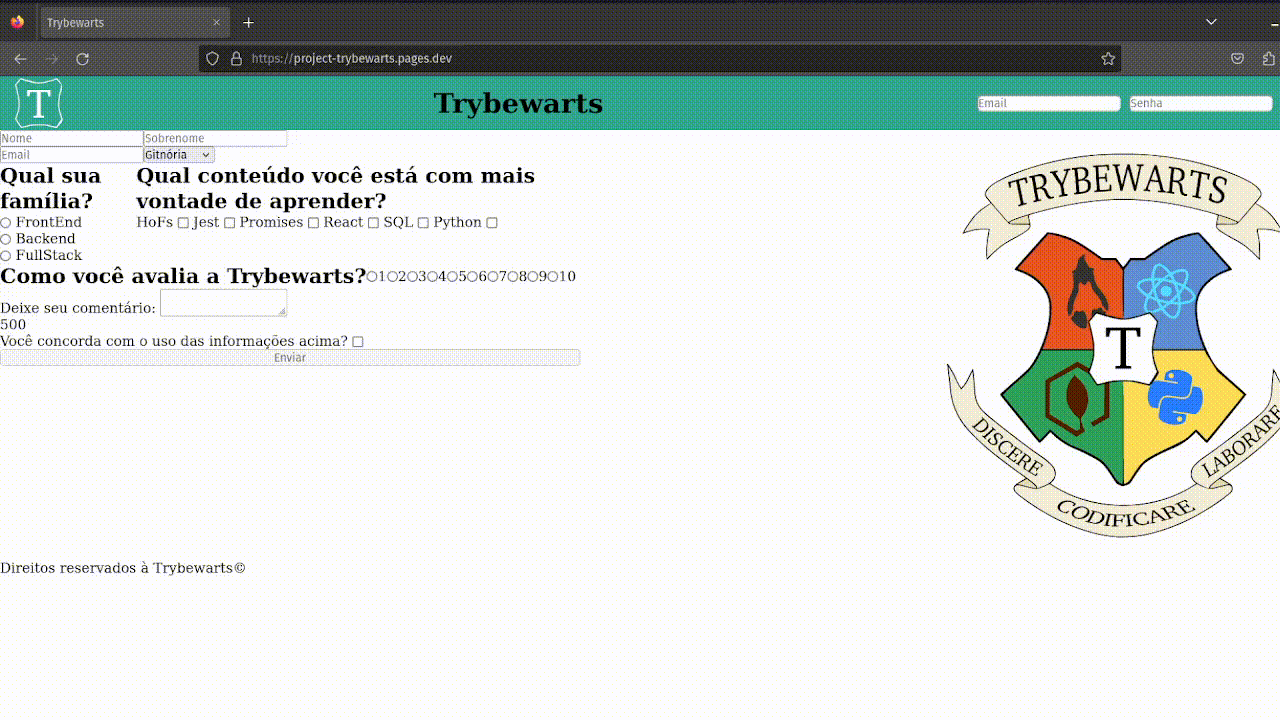 Trybewarts
https://project-trybewarts.pages.dev
T
Trybewarts
Email
Senha
Nome
Sobrenome
Email
Gitnória
Qual sua
família?
FrontEnd
Backend
FullStack
Qual conteúdo você está com mais
vontade de aprender?
HoFs Jest Promises React SQL Python
Como você avalia a Trybewarts? 1 2 3 4 5 6 7 8 9 10
Deixe seu comentário:
500
Você concorda com o uso das informações acima?
Enviar
TRYBEWARTS
T
DISCERE
LABORARE
CODIFICARE
Direitos reservados à Trybewarts©